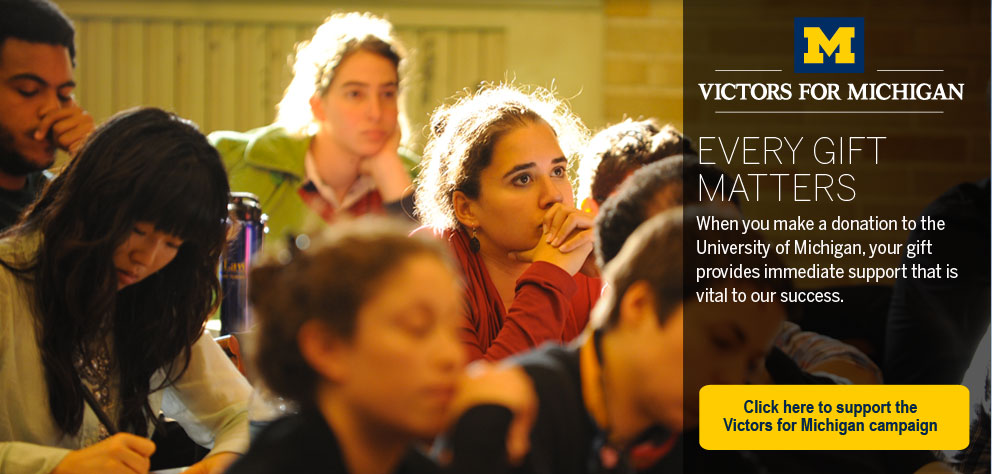 M
VICTORS FOR MICHIGAN
EVERY GIFT
MATTERS
When you make a donation to the
University of Michigan, your gift
provides immediate support that is
vital to our success.
Click here to support the
Victors for Michigan campaign
Law